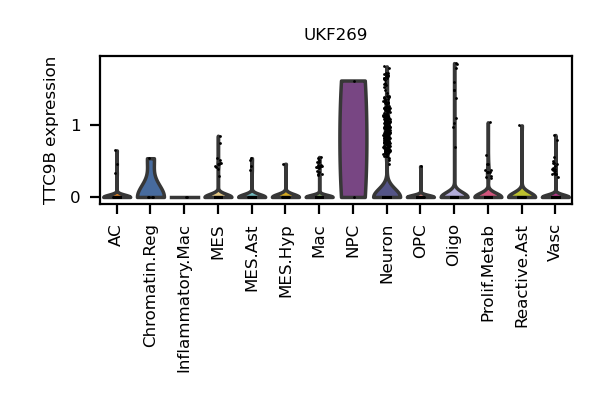 UKF269
TTC9B expression
1
0
AC
Chromatin.Reg
Inflammatory.Mac
MES
MES.Ast
MES.Hyp
Mac
NPC
Neuron
OPC
Oligo
Prolif.Metab
Reactive.Ast
Vasc